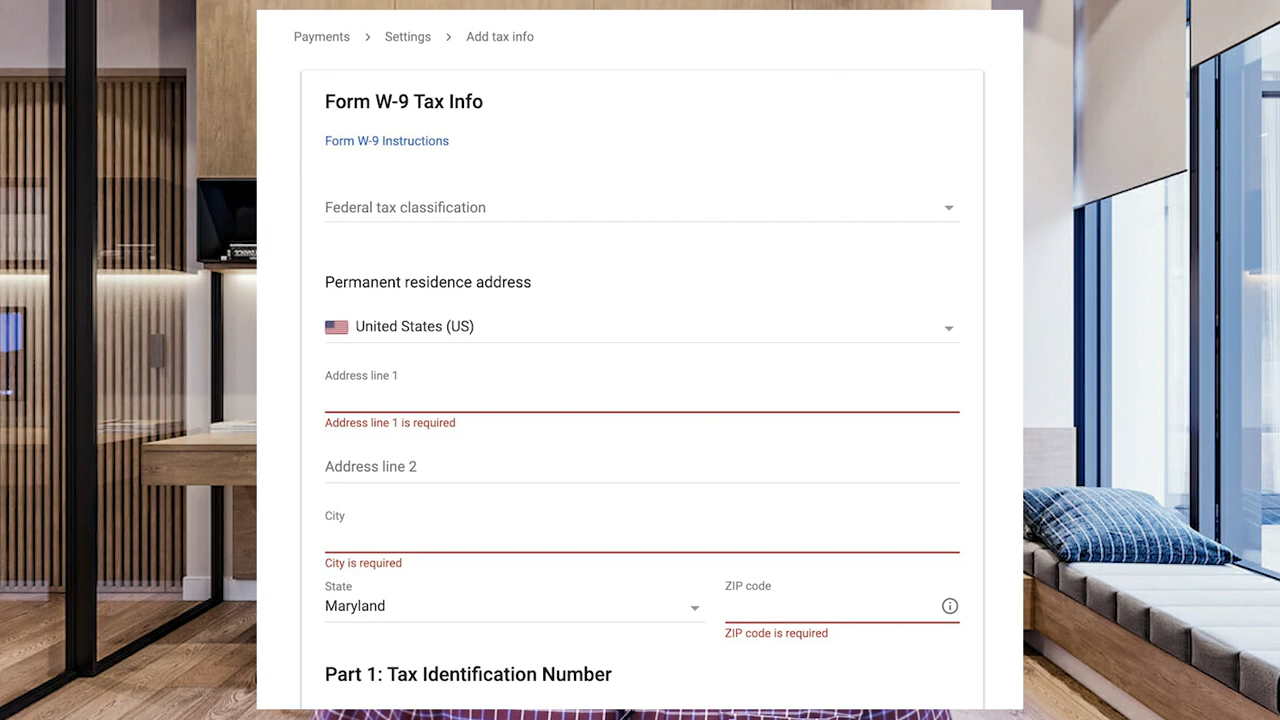 Payments > Settings > Add tax info
Form W-9 Tax Info
Form W-9 Instructions
Federal tax classification
Permanent residence address
United States (US)
Address line 1
Address line 1 is required
Address line 2
City
City is required
State
ZIP code
Maryland
ZIP code is required
Part 1: Tax Identification Number